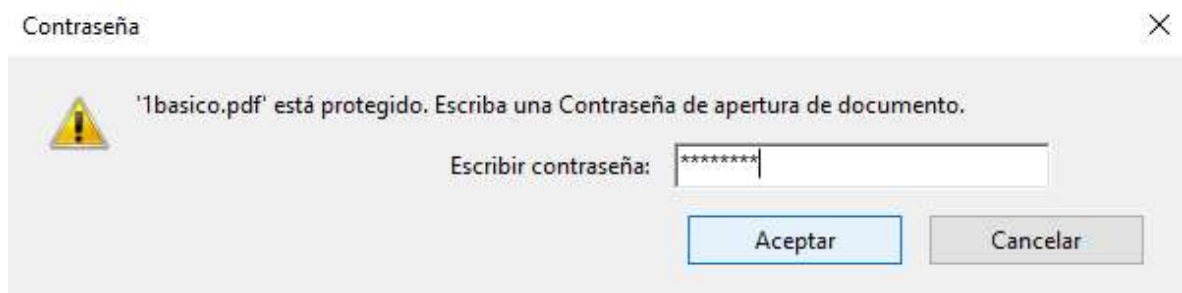 Contraseña
'1basico.pdf' está protegido. Escriba una Contraseña de apertura de documento.
Escribir contraseña: ********
Aceptar Cancelar